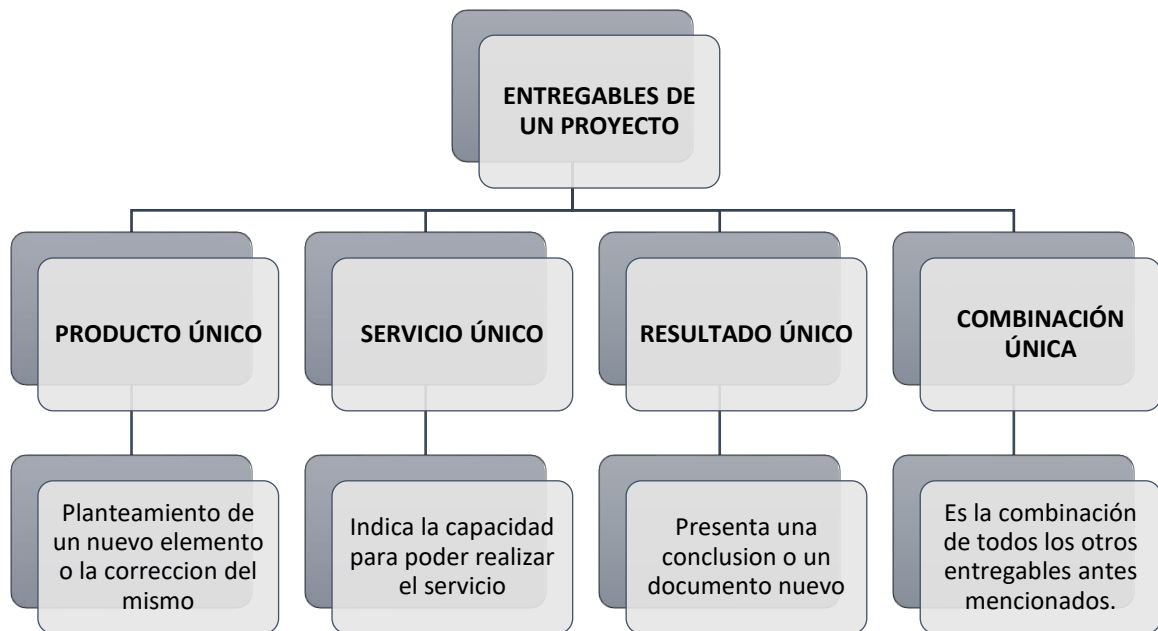 ENTREGABLES DE
UN PROYECTO
PRODUCTO ÚNICO
SERVICIO ÚNICO
RESULTADO ÚNICO
COMBINACIÓN
ÚNICA
Planteamiento de
un nuevo elemento
o la correccion del
mismo
Indica la capacidad
para poder realizar
el servicio
Presenta una
conclusion o un
documento nuevo
Es la combinación
de todos los otros
entregables antes
mencionados.